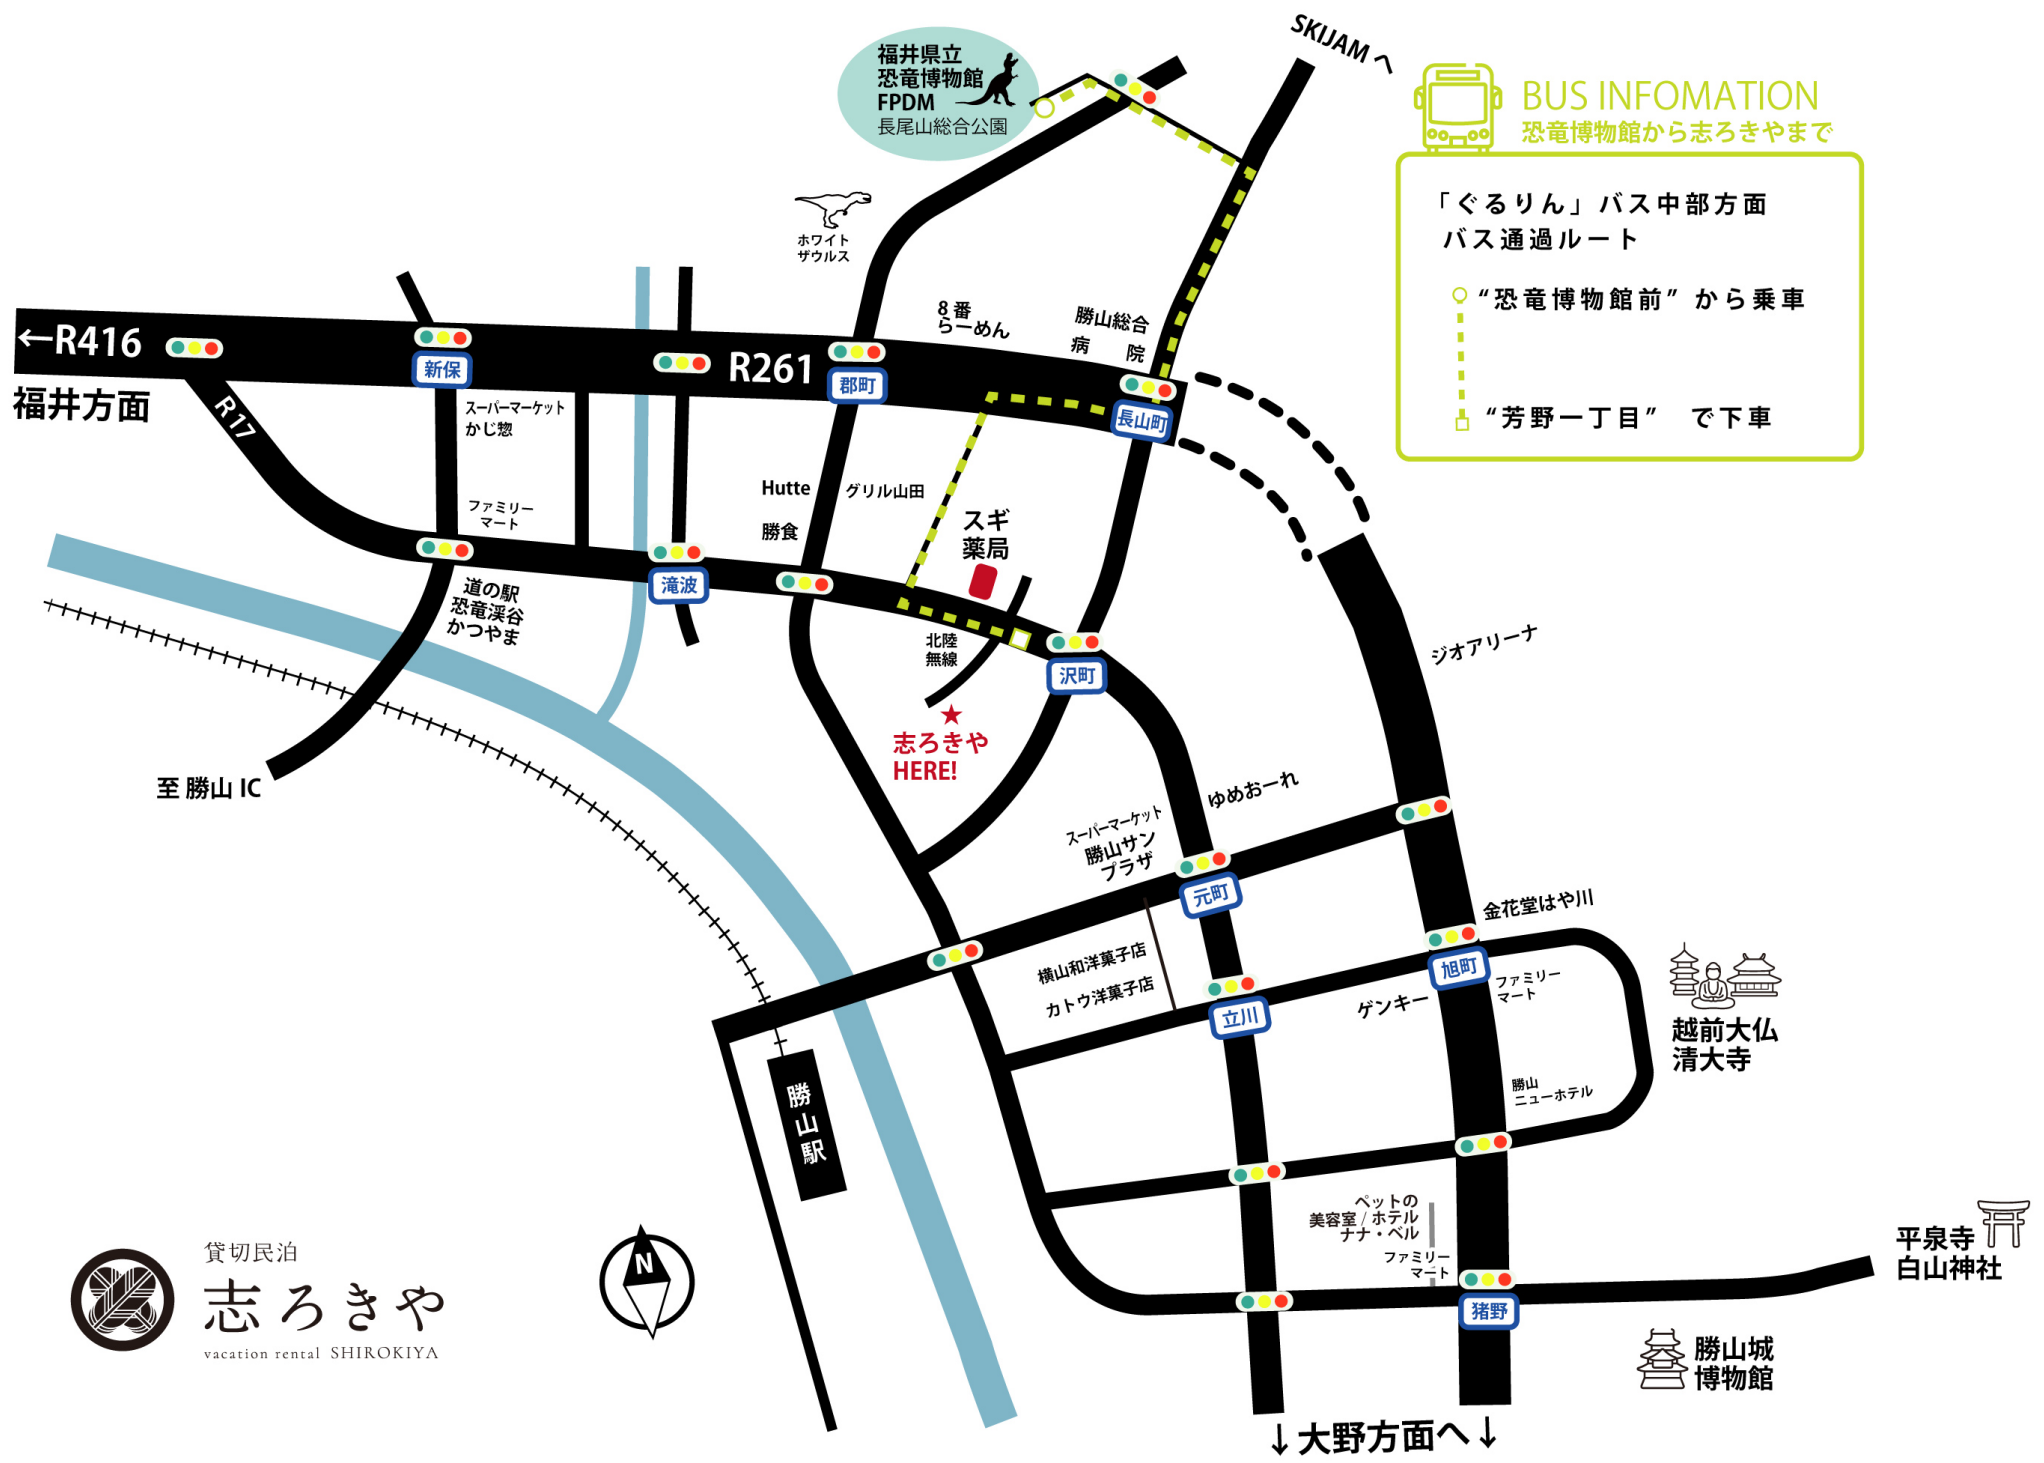 SKIJAM へ
福井県立
恐竜博物館
FPDM
長尾山総合公園
BUS INFOMATION
恐竜博物館から志ろきやまで
「ぐるりん」バス中部方面
バス通過ルート
“恐竜博物館前” から乗車
“芳野一丁目” で下車
ホワイト
ザウルス
8 番
らーめん
勝山総合
病 院
←R416
福井方面
R17
新保
R261
郡町
長山町
スーパーマーケット
かじ惣
ファミリー
マート
Hutte
勝食
グリル山田
スギ
薬局
滝波
道の駅
恐竜渓谷
かつやま
北陸
無線
沢町
志ろきや
HERE!
至 勝山 IC
ジオアリーナ
ゆめおーれ
スーパーマーケット
勝山サン
プラザ
元町
金花堂はや川
旭町
ファミリー
マート
ゲンキー
横山和洋菓子店
カトウ洋菓子店
立川
越前大仏
清大寺
勝山
ニューホテル
勝山駅
ペットの
美容室 / ホテル
ナナ・ベル
ファミリー
マート
猪野
平泉寺
白山神社
勝山城
博物館
↓大野方面へ↓
N
貸切民泊
志ろきや
vacation rental SHIROKIYA